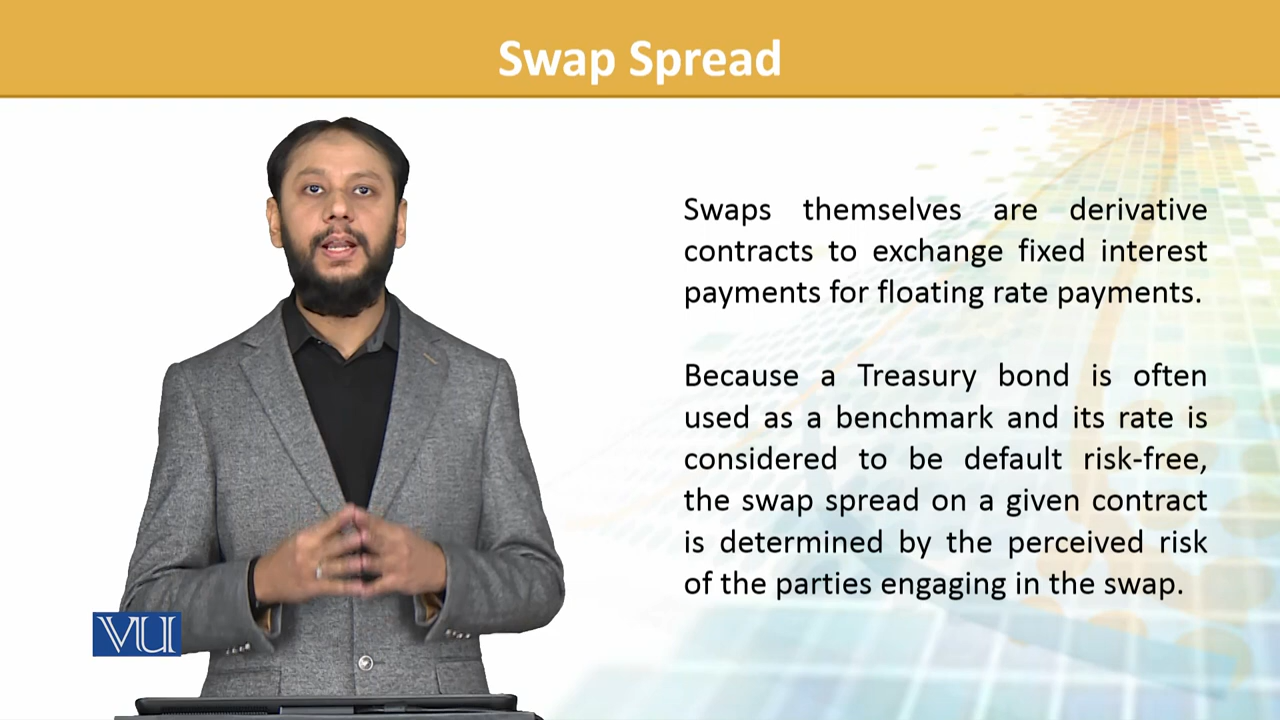 Swap Spread
Swaps themselves are derivative
contracts to exchange fixed interest
payments for floating rate payments.
Because a Treasury bond is often
used as a benchmark and its rate is
considered to be default risk-free,
the swap spread on a given contract
is determined by the perceived risk
of the parties engaging in the swap.
VU